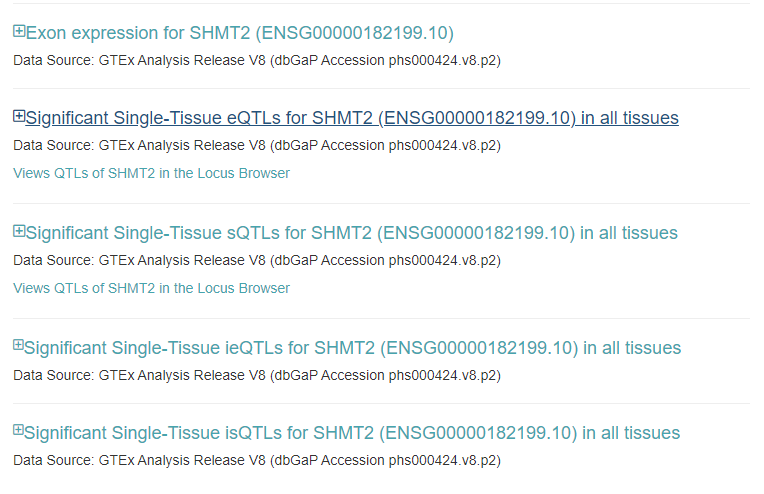 Exon expression for SHMT2 (ENSG00000182199.10)
Data Source: GTEx Analysis Release V8 (dbGaP Accession phs000424.v8.p2)
Significant Single-Tissue eQTLs for SHMT2 (ENSG00000182199.10) in all tissues
Data Source: GTEx Analysis Release V8 (dbGaP Accession phs000424.v8.p2)
Views QTLs of SHMT2 in the Locus Browser
Significant Single-Tissue sQTLs for SHMT2 (ENSG00000182199.10) in all tissues
Data Source: GTEx Analysis Release V8 (dbGaP Accession phs000424.v8.p2)
Views QTLs of SHMT2 in the Locus Browser
Significant Single-Tissue ieQTLs for SHMT2 (ENSG00000182199.10) in all tissues
Data Source: GTEx Analysis Release V8 (dbGaP Accession phs000424.v8.p2)
Significant Single-Tissue isQTLs for SHMT2 (ENSG00000182199.10) in all tissues
Data Source: GTEx Analysis Release V8 (dbGaP Accession phs000424.v8.p2)